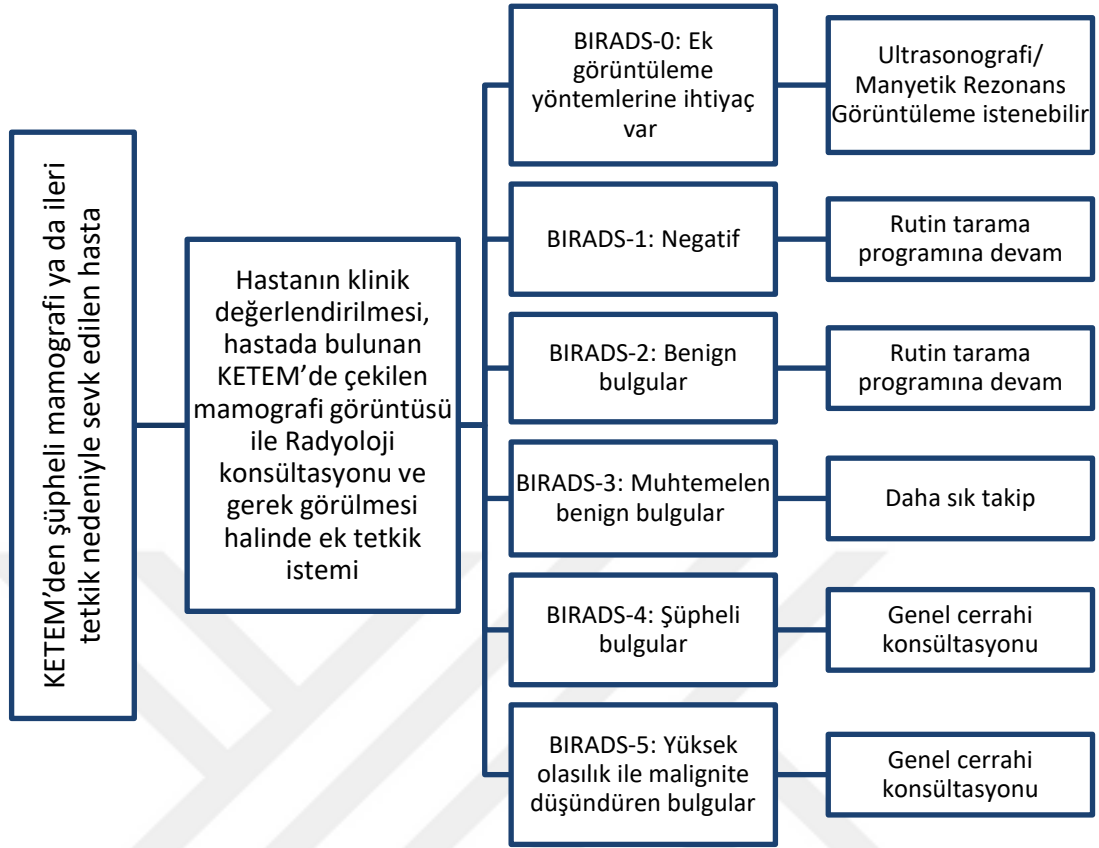 KETEM’den şüpheli mamografi ya da ileri
tetkik nedeniyle sevk edilen hasta
Hastanın klinik
değerlendirilmesi,
hastada bulunan
KETEM’de çekilen
mamografi görüntüsü
ile Radyoloji
konsültasyonu ve
gerek görülmesi
halinde ek tetkik
istemi
BIRADS-0: Ek
görüntüleme
yöntemlerine ihtiyaç
var
Ultrasonografi/
Manyetik Rezonans
Görüntüleme istenebilir
BIRADS-1: Negatif
Rutin tarama
programına devam
BIRADS-2: Benign
bulgular
Rutin tarama
programına devam
BIRADS-3: Muhtemelen
benign bulgular
Daha sık takip
BIRADS-4: Şüpheli
bulgular
Genel cerrahi
konsültasyonu
BIRADS-5: Yüksek
olasılık ile malignite
düşündüren bulgular
Genel cerrahi
konsültasyonu